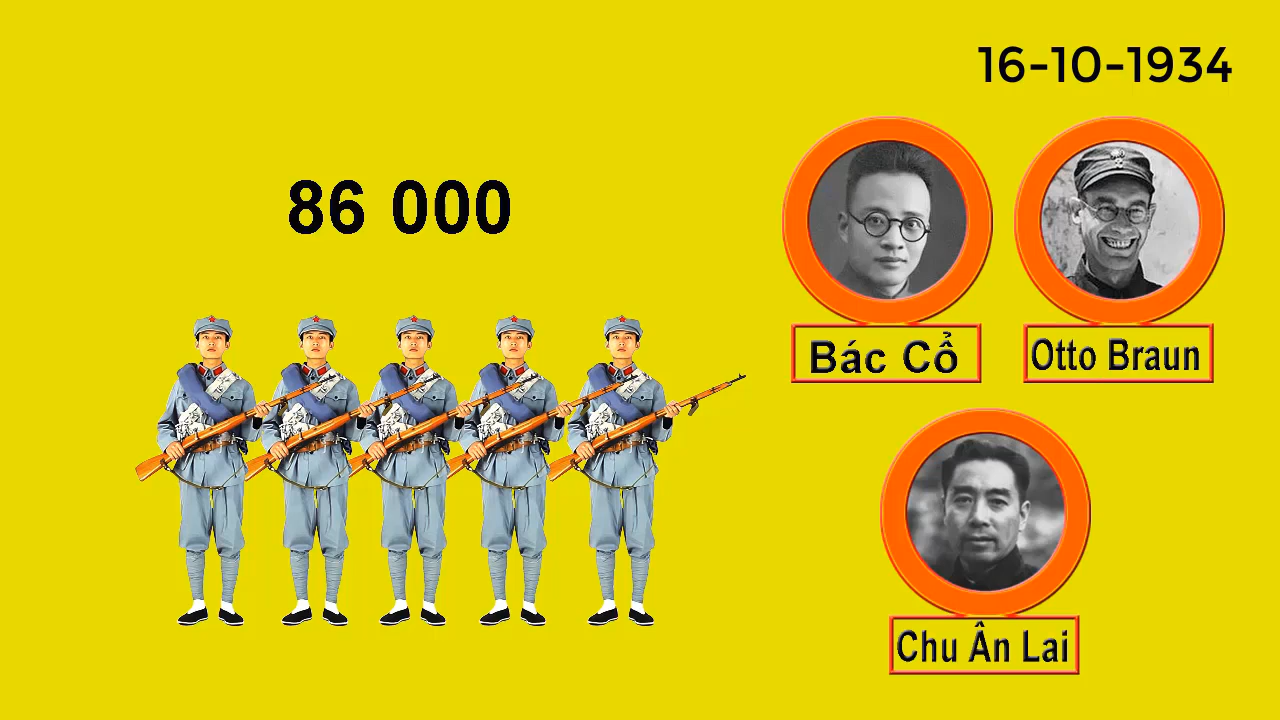 16-10-1934
86 000
Bác Cổ
Otto Braun
Chu Ân Lai